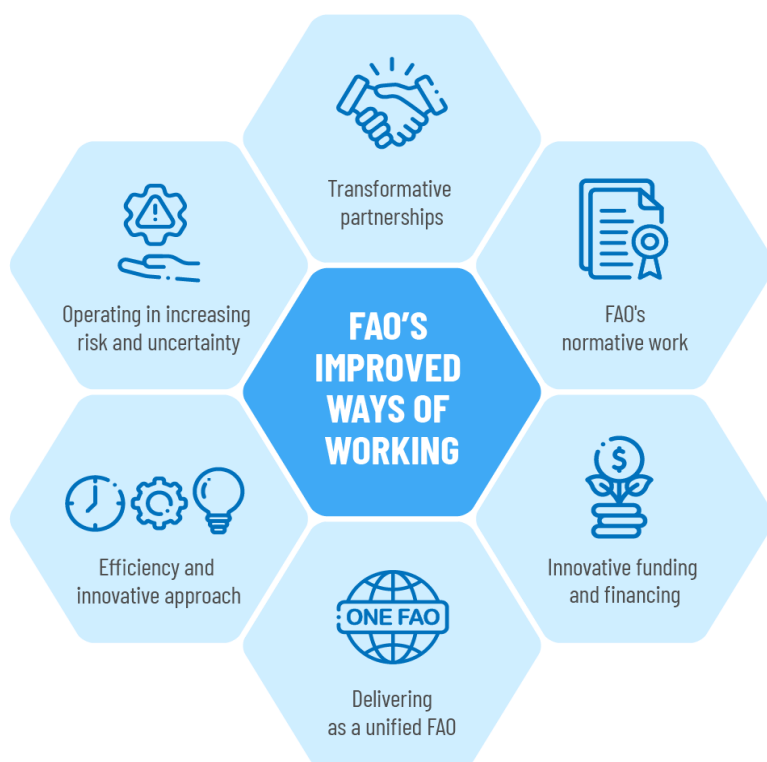 Transformative
partnerships
Operating in increasing
risk and uncertainty
FAO's
normative work
FAO’S
IMPROVED
WAYS OF
WORKING
Efficiency and
innovative approach
$
Innovative funding
and financing
ONE FAO
Delivering
as a unified FAO